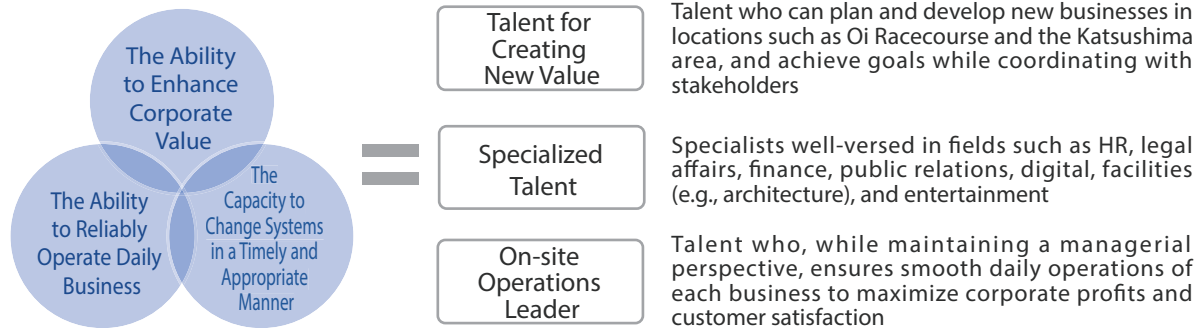 The Ability
to Enhance
Corporate
Value
The Ability
to Reliably
Operate Daily
Business
The
Capacity to
Change Systems
in a Timely and
Appropriate
Manner
Talent for
Creating
New Value
Talent who can plan and develop new businesses in
locations such as Oi Racecourse and the Katsushima
area, and achieve goals while coordinating with
stakeholders
Specialized
Talent
Specialists well-versed in fields such as HR, legal
affairs, finance, public relations, digital, facilities
(e.g., architecture), and entertainment
On-site
Operations
Leader
Talent who, while maintaining a managerial
perspective, ensures smooth daily operations of
each business to maximize corporate profits and
customer satisfaction